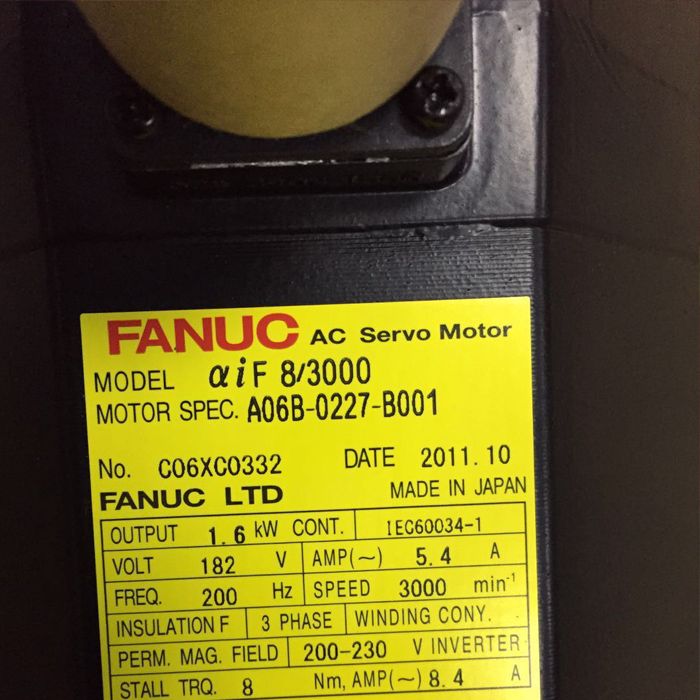 FANUC AC Servo Motor
MODEL αiF 8/3000
MOTOR SPEC. A06B-0227-B001
No. C06XC0332 DATE 2011.10
FANUC LTD MADE IN JAPAN
OUTPUT 1.6 kW CONT. IEC60034-1
VOLT 182 V AMP(~) 5.4 A
FREQ. 200 Hz SPEED 3000 min⁻¹
INSULATION F 3 PHASE WINDING CONY.
PERM. MAG. FIELD 200-230 V INVERTER
STALL TRQ. 8 Nm, AMP(~) 8.4 A